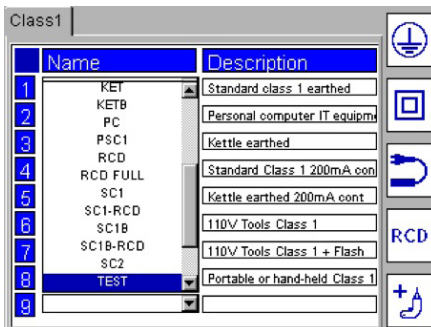 Class1
Name Description
1 KET Standard class 1 earthed
KETB
2 PC Personal computer IT equipm
3 PSC1 Kettle earthed
RCD
4 RCD FULL Standard Class 1 200mA con
5 SC1 Kettle earthed 200mA cont
SC1-RCD
6 SC1B 110V Tools Class 1
7 SC1B-RCD 110V Tools Class 1 + Flash
SC2
8 TEST Portable or hand-held Class 1
9
RCD